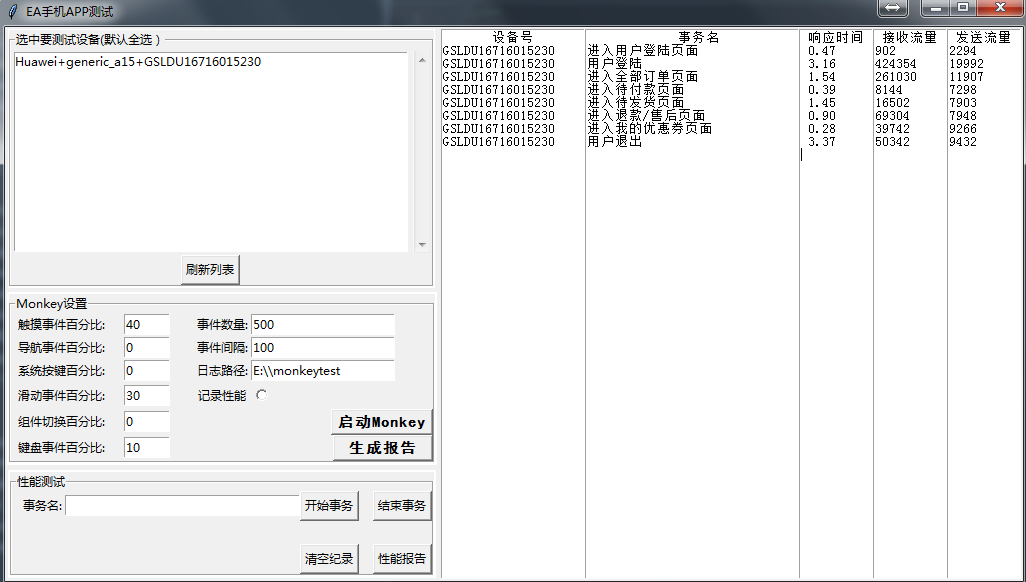 EA手机APP测试
选中要测试设备(默认全选 )
Huawei+generic_a15+GSLDU16716015230
刷新列表
Monkey设置
触摸事件百分比: 40 事件数量: 500
导航事件百分比: 0 事件间隔: 100
系统按键百分比: 0 日志路径: E:\\monkeytest
滑动事件百分比: 30 记录性能
组件切换百分比: 0 启动Monkey
键盘事件百分比: 10 生成报告
性能测试
事务名: 开始事务 结束事务
清空纪录 性能报告
设备号 事务名 响应时间 接收流量 发送流量
GSLDU16716015230 进入用户登陆页面 0.47 902 2294
GSLDU16716015230 用户登陆 3.16 424354 19992
GSLDU16716015230 进入全部订单页面 1.54 261030 11907
GSLDU16716015230 进入待付款页面 0.39 8144 7298
GSLDU16716015230 进入待发货页面 1.45 16502 7903
GSLDU16716015230 进入退款/售后页面 0.90 69304 7948
GSLDU16716015230 进入我的优惠券页面 0.28 39742 9266
GSLDU16716015230 用户退出 3.37 50342 9432